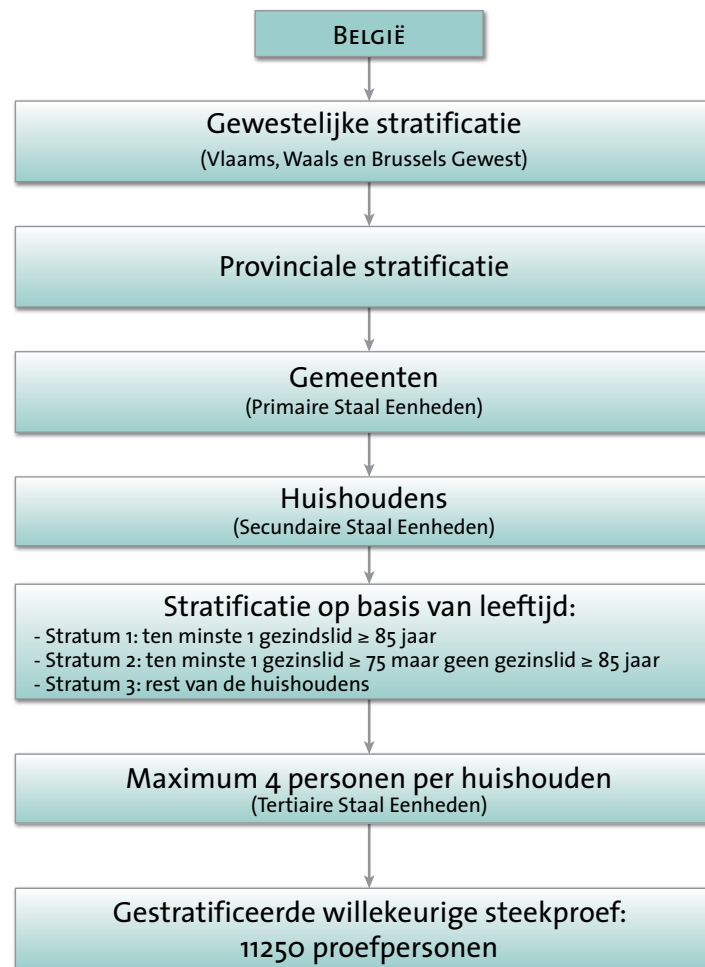 BELGIË
Gewestelijke stratificatie
(Vlaams, Waals en Brussels Gewest)
Provinciale stratificatie
Gemeenten
(Primaire Staal Eenheden)
Huishoudens
(Secundaire Staal Eenheden)
Stratificatie op basis van leeftijd:
- Stratum 1: ten minste 1 gezindslid ≥ 85 jaar
- Stratum 2: ten minste 1 gezinslid ≥ 75 maar geen gezinslid ≥ 85 jaar
- Stratum 3: rest van de huishoudens
Maximum 4 personen per huishouden
(Tertiaire Staal Eenheden)
Gestratificeerde willekeurige steekproef:
11250 proefpersonen